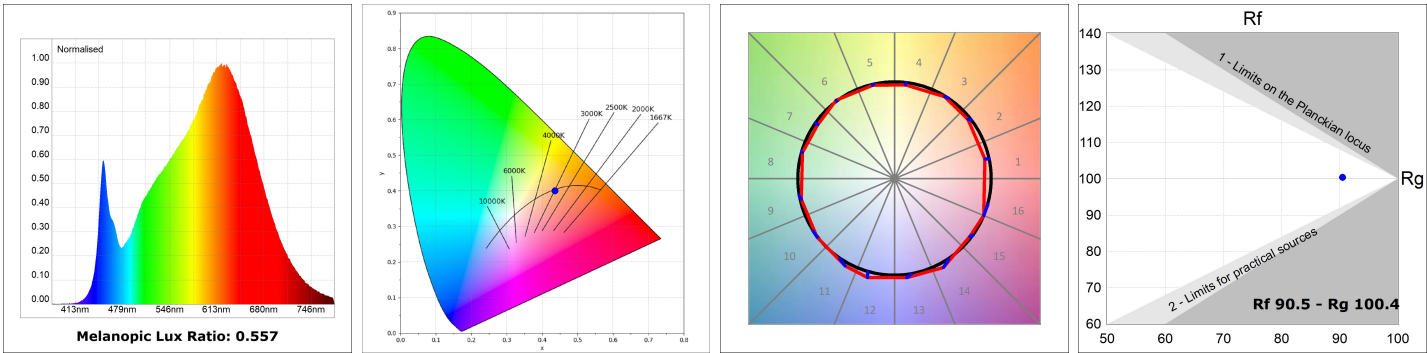 Normalised
1.00
0.90
0.80
0.70
0.60
0.50
0.40
0.30
0.20
0.10
0.00
413nm 479nm 546nm 613nm 680nm 746nm
Melanopic Lux Ratio: 0.557
0.9
0.8
0.7
0.6
0.5
0.4
0.3
0.2
0.1
0.0
y
0.0 0.1 0.2 0.3 0.4 0.5 0.6 0.7 0.8
x
10000K
6000K
4000K
3000K
2500K
2000K
1667K
1
2
3
4
5
6
7
8
9
10
11
12
13
14
15
16
Rf
140
130
120
110
100
90
80
70
60
50 60 70 80 90 100
Rg
1 - Limits on the Planckian locus
2 - Limits for practical sources
Rf 90.5 - Rg 100.4